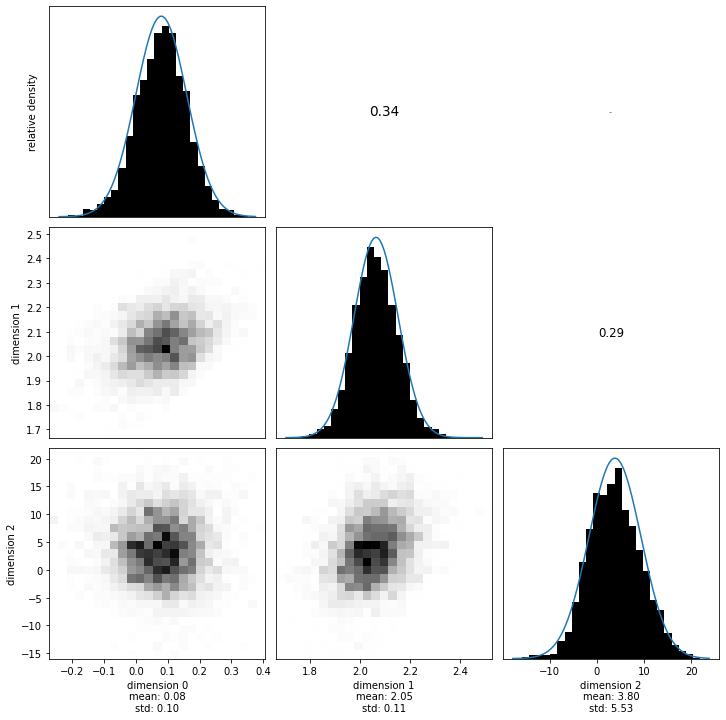 relative density
0.34
-
2.5
2.4
2.3
2.2
2.1
2.0
1.9
1.8
1.7
dimension 1
0.29
20
15
10
5
0
−5
−10
−15
dimension 2
−0.2 −0.1 0.0 0.1 0.2 0.3 0.4
dimension 0
mean: 0.08
std: 0.10
1.8 2.0 2.2 2.4
dimension 1
mean: 2.05
std: 0.11
−10 0 10 20
dimension 2
mean: 3.80
std: 5.53